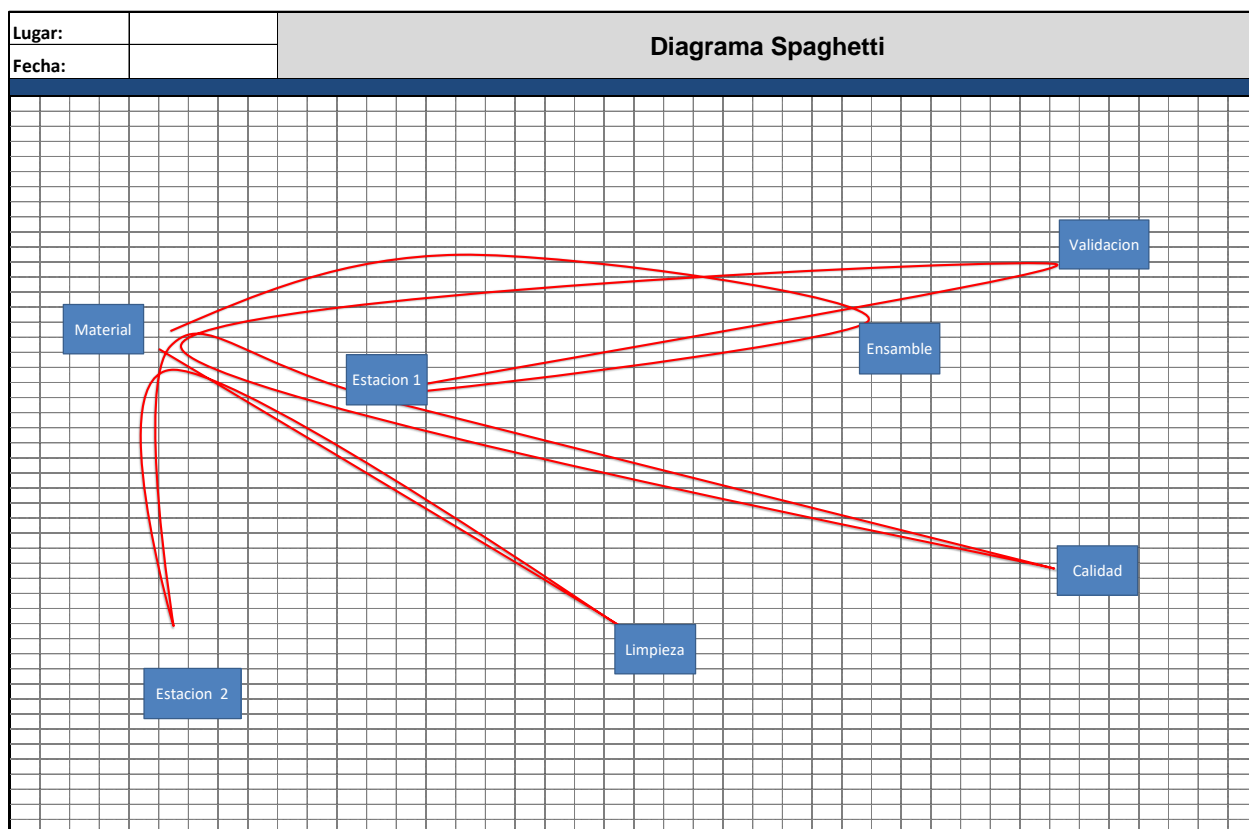 Lugar:
Diagrama Spaghetti
Fecha:
Validacion
Material
Ensamble
Estacion 1
Calidad
Limpieza
Estacion  2